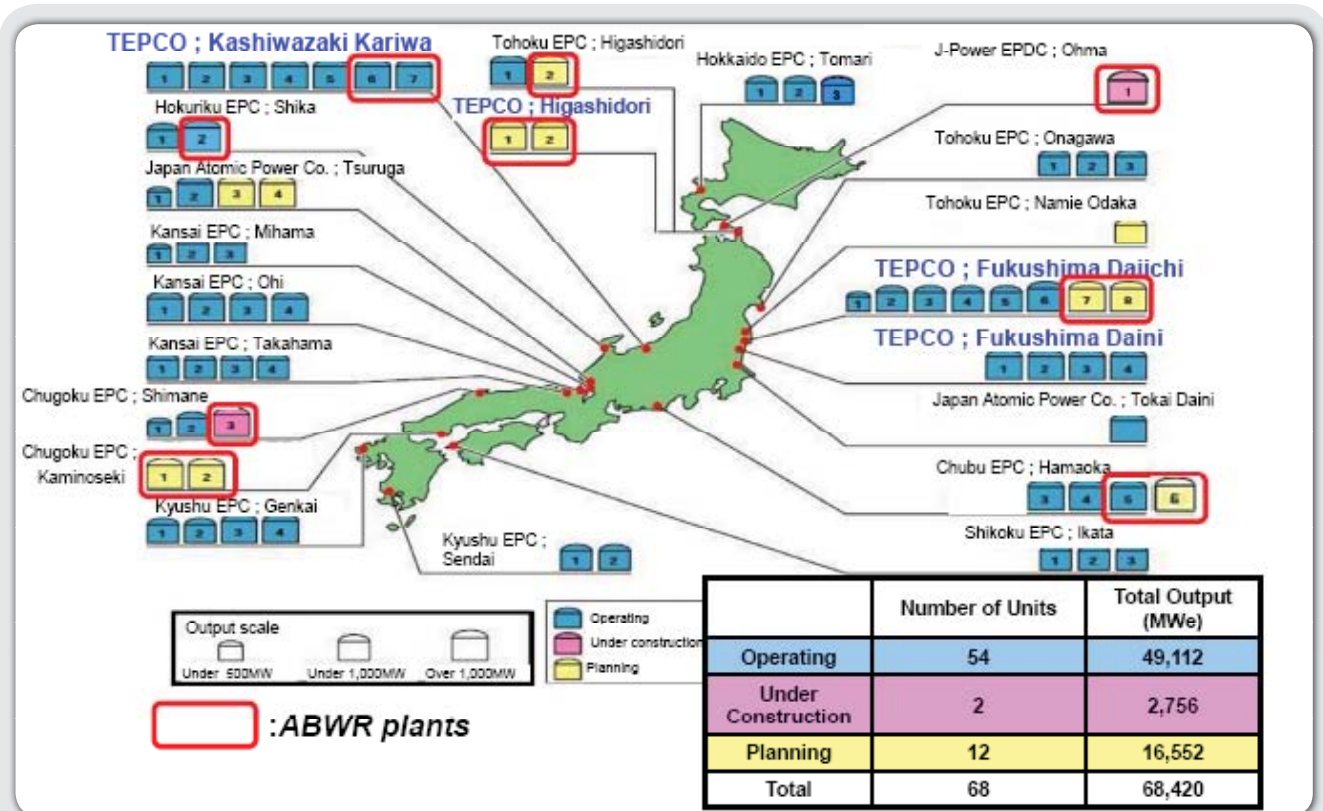 TEPCO ; Kashiwazaki Kariwa
1 2 3 4 5 6 7
Hokuriku EPC ; Shika
1 2
Japan Atomic Power Co. ; Tsuruga
1 2 3 4
Kansai EPC ; Mihama
1 2 3
Kansai EPC ; Ohi
1 2 3 4
Kansai EPC ; Takahama
1 2 3 4
Chugoku EPC ; Shimane
1 2 3
Chugoku EPC ;
Kaminoseki
1 2
Kyushu EPC ; Genkai
1 2 3 4
Kyushu EPC ;
Sendai
1 2
Tohoku EPC ; Higashidori
1 2
TEPCO ; Higashidori
1 2
Hokkaido EPC ; Tomari
1 2 3
J-Power EPDC ; Ohma
1
Tohoku EPC ; Onagawa
1 2 3
Tohoku EPC ; Namie Odaka
TEPCO ; Fukushima Daiichi
1 2 3 4 5 6 7 8
TEPCO ; Fukushima Daini
1 2 3 4
Japan Atomic Power Co. ; Tokai Daini
Chubu EPC ; Hamaoka
3 4 5 6
Shikoku EPC ; Ikata
1 2 3
Output scale
Under 500MW Under 1,000MW Over 1,000MW
Operating
Under construction
Planning
:ABWR plants
Number of Units Total Output
(MWe)
Operating 54 49,112
Under
Construction 2 2,756
Planning 12 16,552
Total 68 68,420